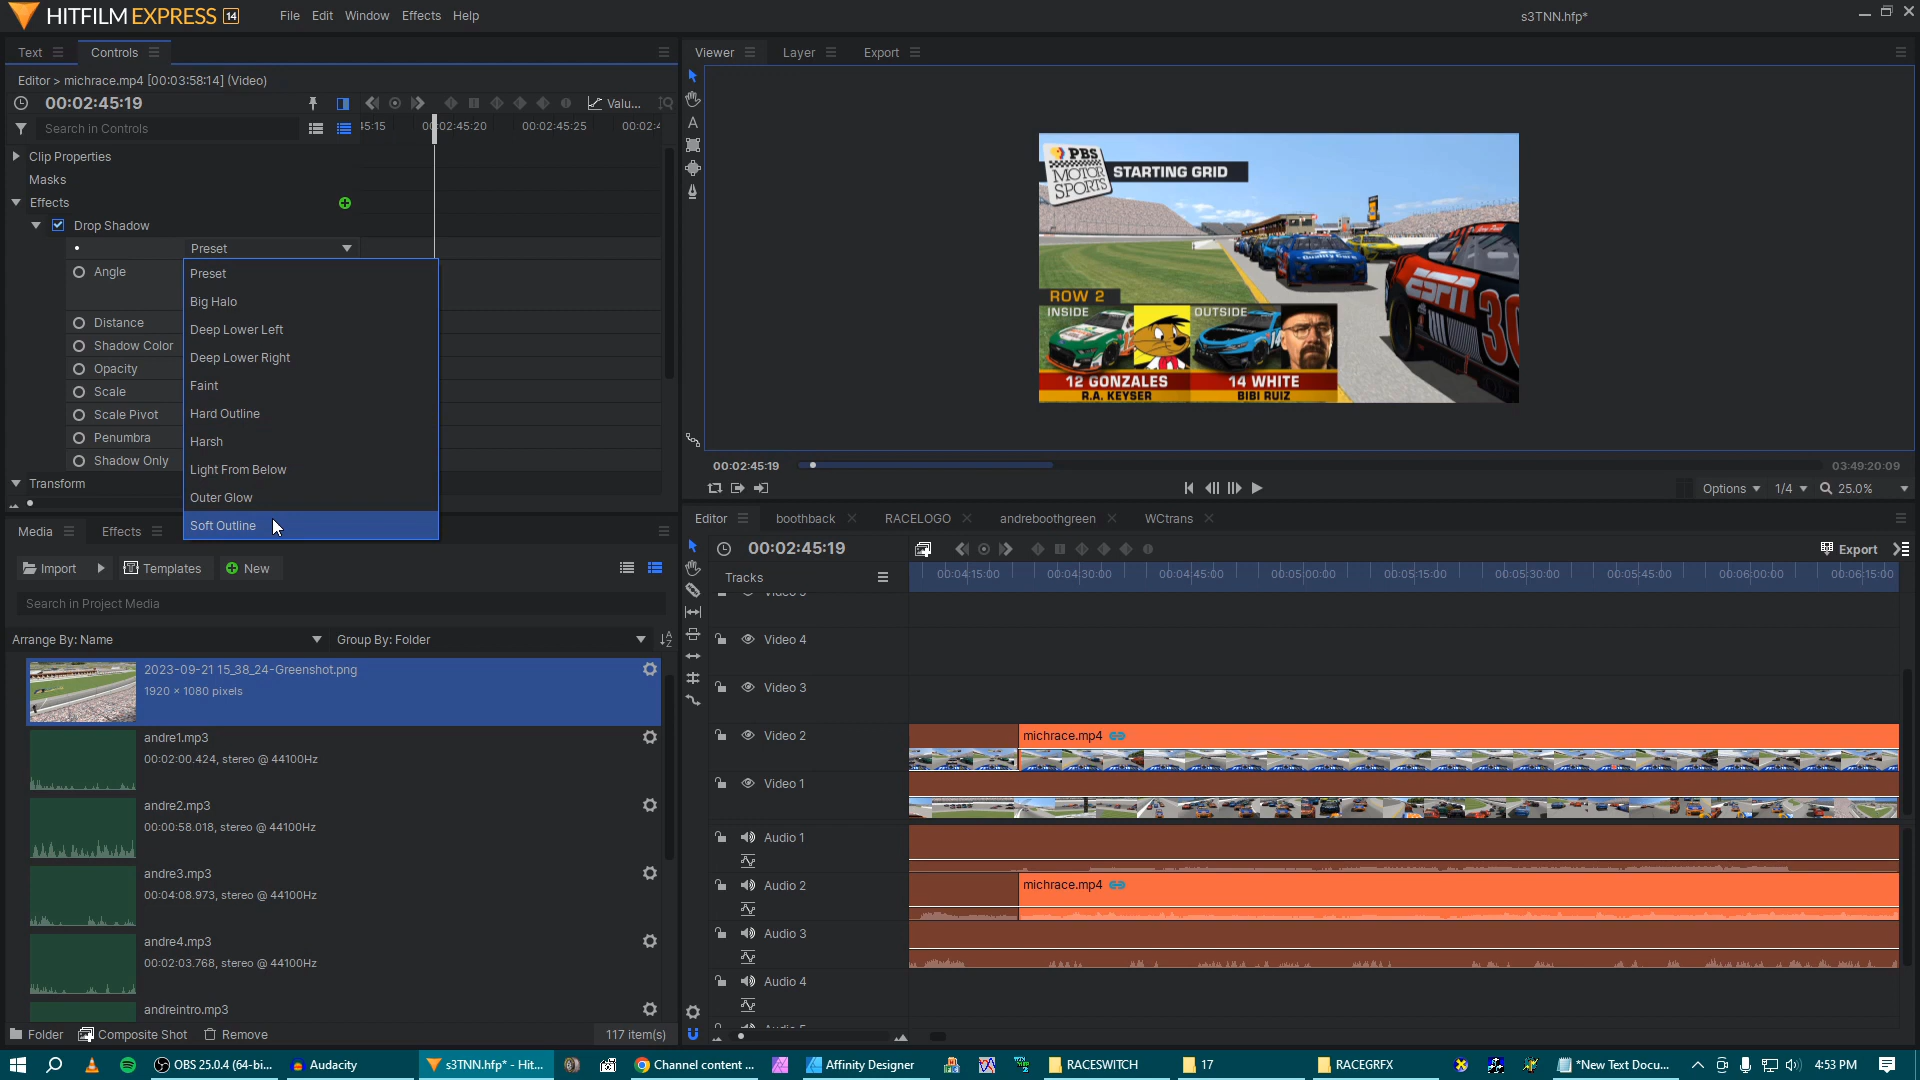 HITFILM EXPRESS 14
File Edit Window Effects Help
s3TNN.hfp*
Text
Controls
Editor > michrace.mp4 [00:03:58:14] (Video)
00:02:45:19
Valu...
Search in Controls
45:15
00:02:45:20
00:02:45:25
Clip Properties
Masks
Effects
Drop Shadow
Preset
Angle
Distance
Shadow Color
Opacity
Scale
Scale Pivot
Penumbra
Shadow Only
Transform
Preset
Big Halo
Deep Lower Left
Deep Lower Right
Faint
Hard Outline
Harsh
Light From Below
Outer Glow
Soft Outline
Viewer
Layer
Export
PBS
MOTOR
SPORTS
STARTING GRID
Quality Care
ESPN
30
ROW 2
INSIDE
OUTSIDE
12 GONZALES
R.A. KEYSER
14 WHITE
BIBI RUIZ
00:02:45:19
03:49:20:09
Options
1/4
25.0%
Media
Effects
Import
Templates
New
Search in Project Media
Arrange By: Name
Group By: Folder
2023-09-21 15_38_24-Greenshot.png
1920 × 1080 pixels
andre1.mp3
00:02:00.424, stereo @ 44100Hz
andre2.mp3
00:00:58.018, stereo @ 44100Hz
andre3.mp3
00:04:08.973, stereo @ 44100Hz
andre4.mp3
00:02:03.768, stereo @ 44100Hz
andreintro.mp3
Folder
Composite Shot
Remove
117 item(s)
Editor
boothback
RACELOGO
andreboothgreen
WCtrans
00:02:45:19
Export
Tracks
00:04:15:00
00:04:30:00
00:04:45:00
00:05:00:00
00:05:15:00
00:05:30:00
00:05:45:00
00:06:00:00
00:06:15:00
Video 4
Video 3
Video 2
michrace.mp4
Video 1
Audio 1
Audio 2
michrace.mp4
Audio 3
Audio 4
OBS 25.0.4 (64-bi...
Audacity
s3TNN.hfp* - Hit...
Channel content ...
Affinity Designer
RACESWITCH
17
RACEGRFX
*New Text Docu...
4:53 PM